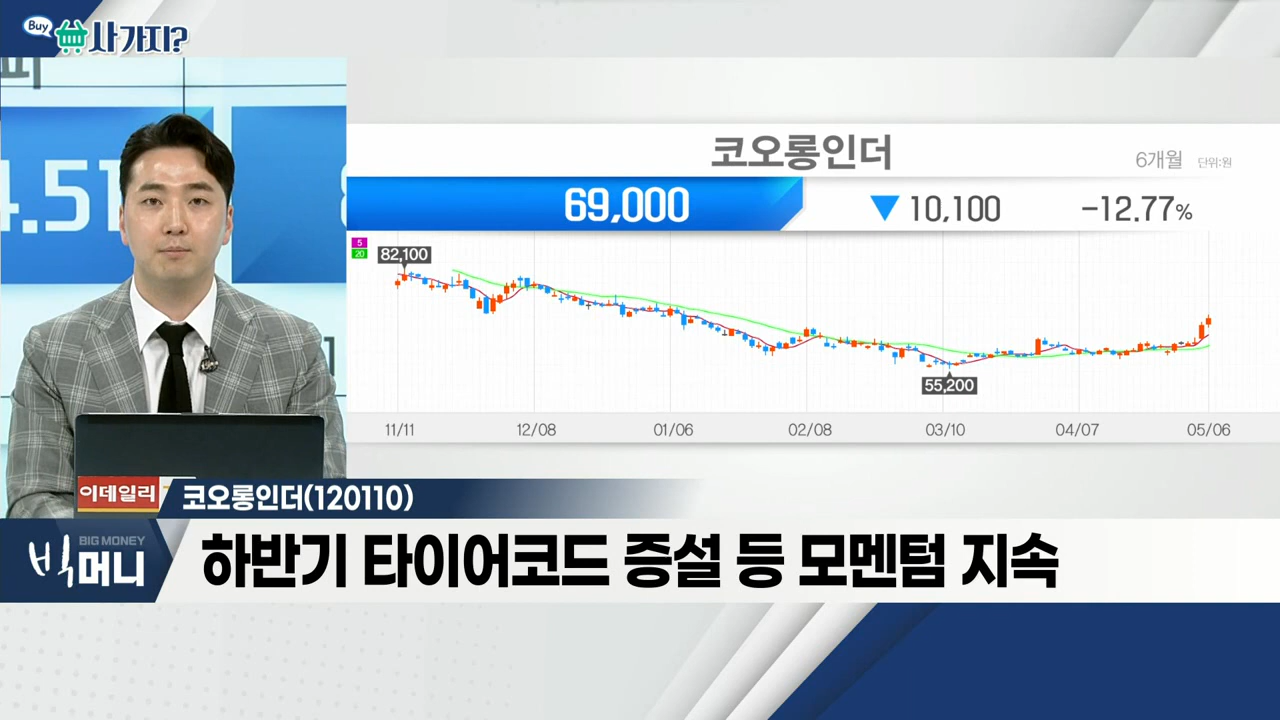 Buy 사가지?
피
4.51
코오롱인더
6개월 단위:원
69,000 ▼ 10,100 -12.77%
5
20
82,100
55,200
11/11 12/08 01/06 02/08 03/10 04/07 05/06
이데일리
코오롱인더(120110)
BIG MONEY
빅머니
하반기 타이어코드 증설 등 모멘텀 지속